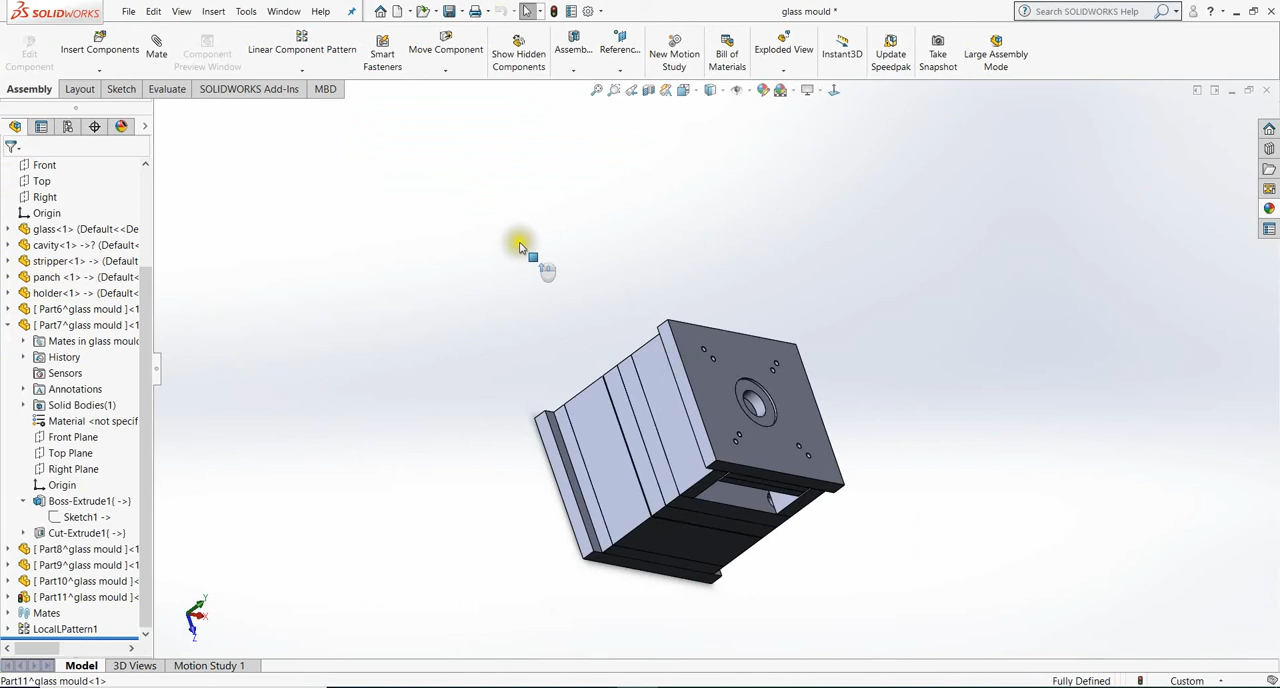 SOLIDWORKS File Edit View Insert Tools Window Help glass mould * Search SOLIDWORKS Help
Edit Component
Insert Components
Mate
Component Preview Window
Linear Component Pattern
Smart Fasteners
Move Component
Show Hidden Components
Assemb...
Referenc...
New Motion Study
Bill of Materials
Exploded View
Instant3D
Update Speedpak
Take Snapshot
Large Assembly Mode
Assembly Layout Sketch Evaluate SOLIDWORKS Add-Ins MBD
Front
Top
Right
Origin
glass<1> (Default<<De
cavity<1> ->? (Default
stripper<1> -> (Defaul
panch <1> -> (Default<
holder<1> -> (Default<
[ Part6^glass mould ]<1
[ Part7^glass mould ]<1
Mates in glass mould
History
Sensors
Annotations
Solid Bodies(1)
Material <not specif
Front Plane
Top Plane
Right Plane
Origin
Boss-Extrude1{ ->}
Sketch1 ->
Cut-Extrude1{ ->}
[ Part8^glass mould ]<1
[ Part9^glass mould ]<1
[ Part10^glass mould ]<
[ Part11^glass mould ]<
Mates
LocalLPattern1
Y
X
Z
Model 3D Views Motion Study 1
Part11^glass mould<1> Fully Defined Custom